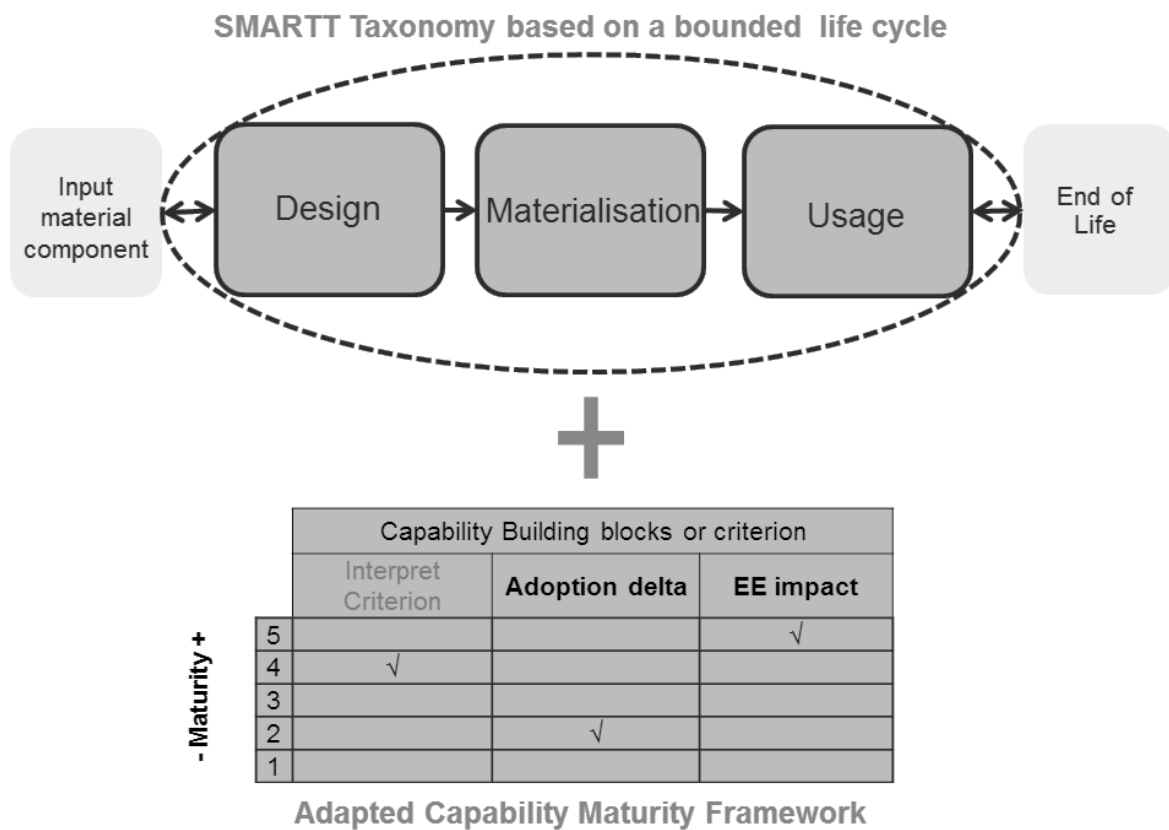 SMARTT Taxonomy based on a bounded life cycle
Input
material
component
Design
Materialisation
Usage
End of
Life
+
Capability Building blocks or criterion
Interpret
Criterion
Adoption delta
EE impact
- Maturity +
5
√
4
√
3
2
√
1
Adapted Capability Maturity Framework